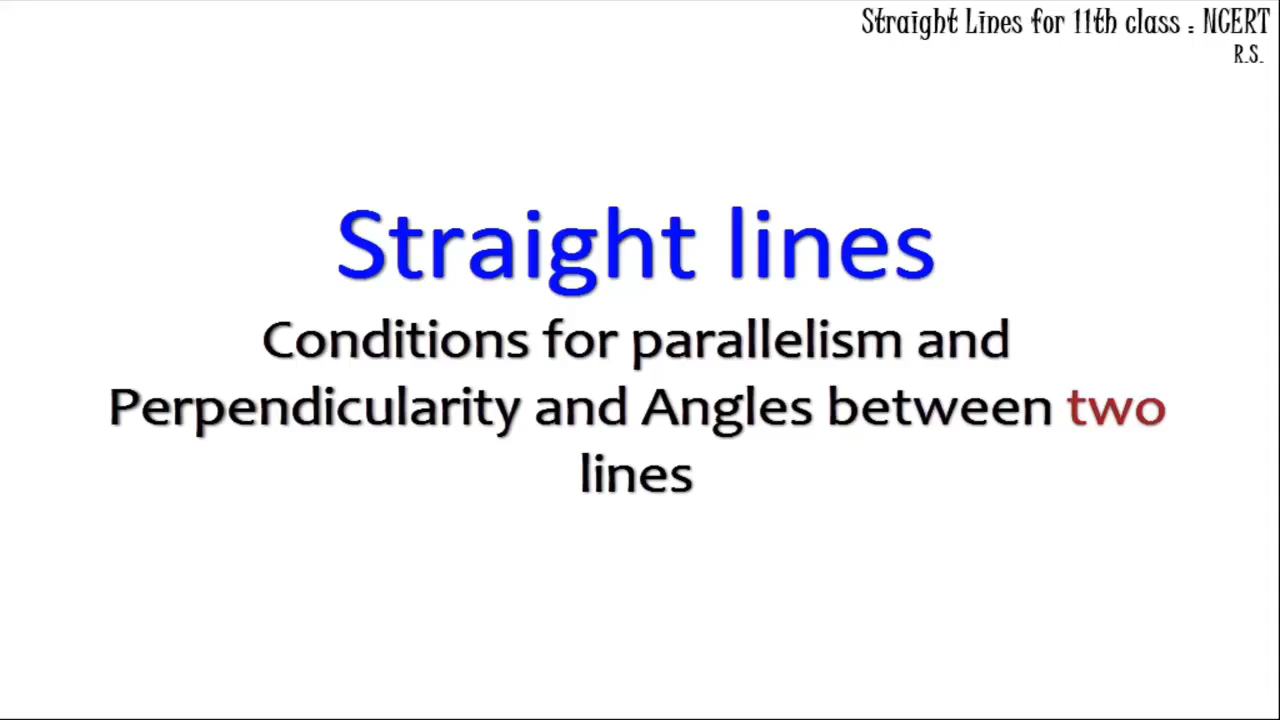 Straight Lines for 11th class : NCERT
R.S.
Straight lines
Conditions for parallelism and
Perpendicularity and Angles between two
lines